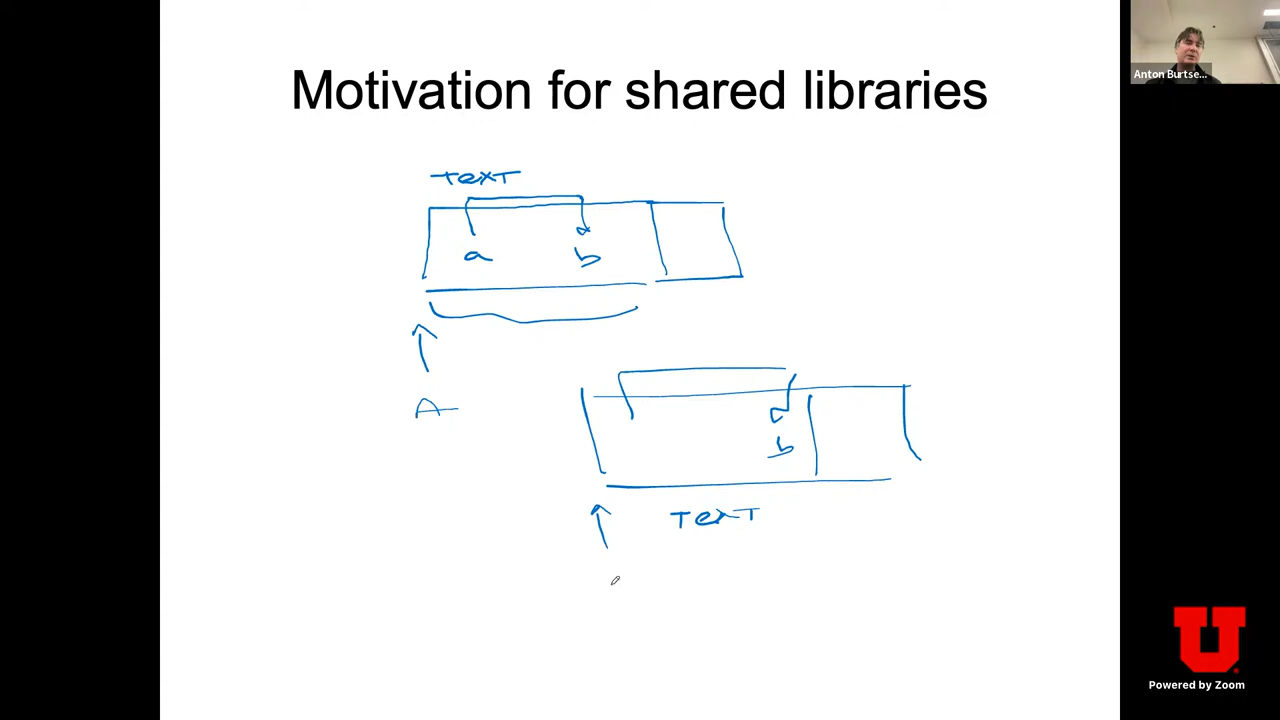 Motivation for shared libraries
Anton Burtse...
TEXT
a b
A
b
TEXT
U
Powered by Zoom